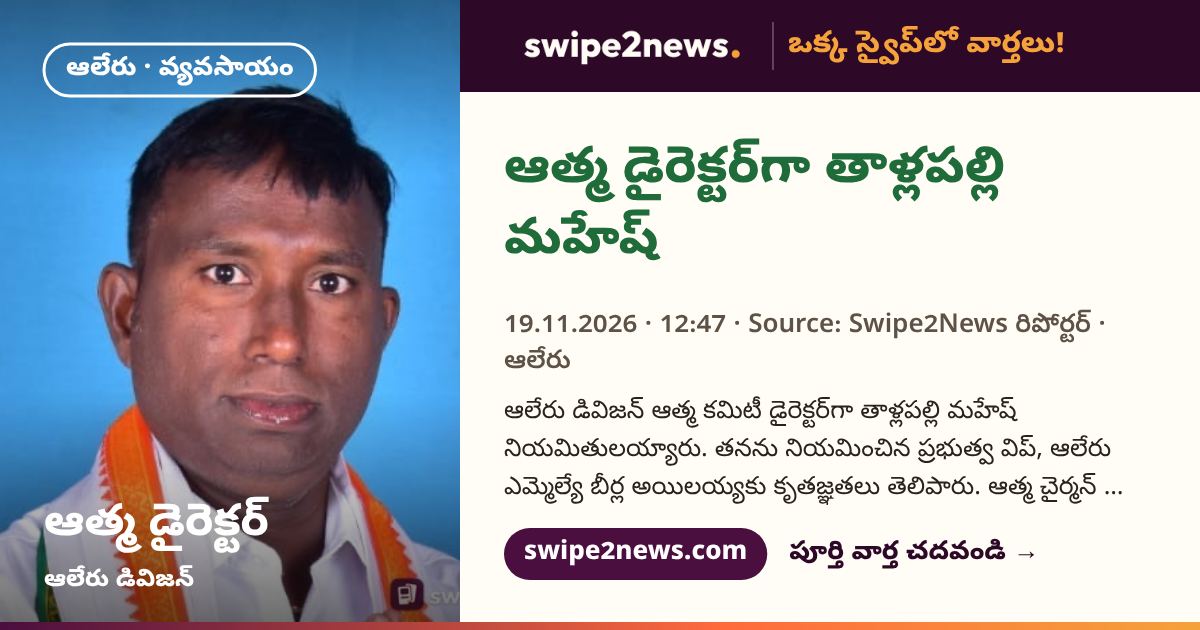 ఆలేరు · వ్యవసాయం
ఆత్మ డైరెక్టర్
ఆలేరు డివిజన్
sw
swipe2news.
ఒక్క స్వైప్‌లో వార్తలు!
ఆత్మ డైరెక్టర్‌గా తాళ్లపల్లి
మహేష్
19.11.2026 · 12:47 · Source: Swipe2News రిపోర్టర్ ·
ఆలేరు
ఆలేరు డివిజన్ ఆత్మ కమిటీ డైరెక్టర్‌గా తాళ్లపల్లి మహేష్
నియమితులయ్యారు. తనను నియమించిన ప్రభుత్వ విప్, ఆలేరు
ఎమ్మెల్యే బీర్ల అయిలయ్యకు కృతజ్ఞతలు తెలిపారు. ఆత్మ చైర్మన్ ...
swipe2news.com
పూర్తి వార్త చదవండి →